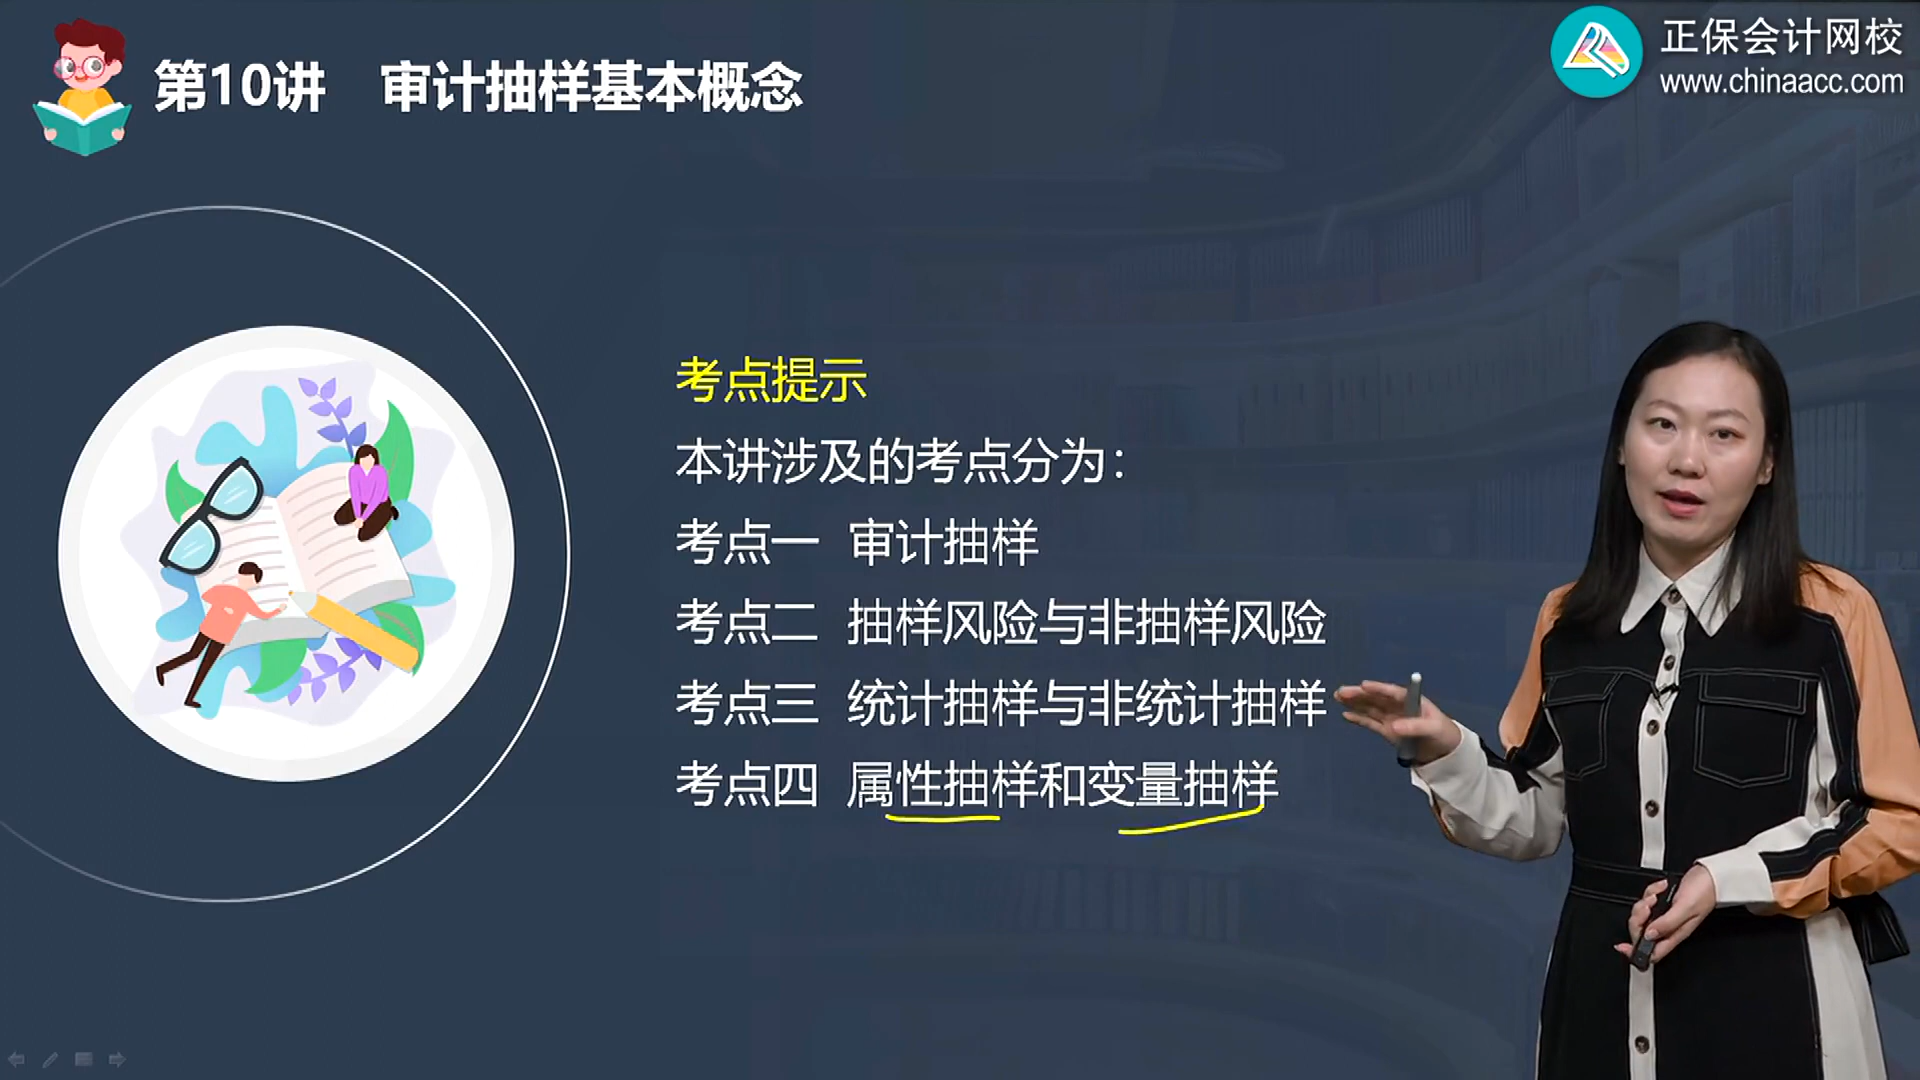 第10讲 审计抽样基本概念
正保会计网校
www.chinaacc.com
考点提示
本讲涉及的考点分为：
考点一 审计抽样
考点二 抽样风险与非抽样风险
考点三 统计抽样与非统计抽样
考点四 属性抽样和变量抽样